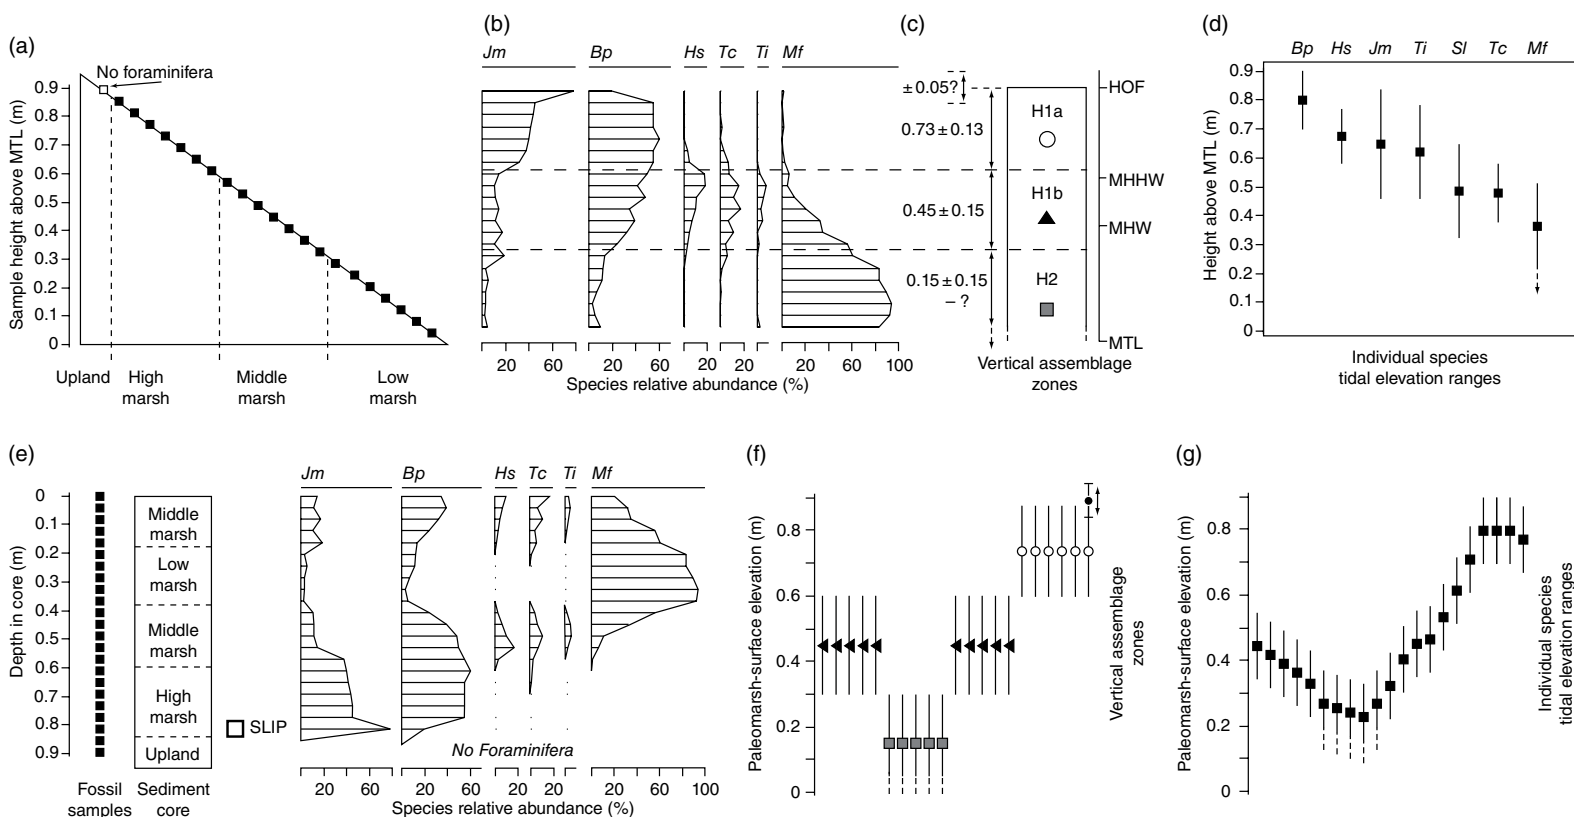 (a)
No foraminifera
Sample height above MTL (m)
0.9
0.8
0.7
0.6
0.5
0.4
0.3
0.2
0.1
0
Upland
High
marsh
Middle
marsh
Low
marsh
(b)
Jm
Bp
Hs
Tc
Ti
Mf
20
60
20
60
20
20
20
60
100
Species relative abundance (%)
(c)
± 0.05?
0.73 ± 0.13
0.45 ± 0.15
0.15 ± 0.15
– ?
H1a
H1b
H2
HOF
MHHW
MHW
MTL
Vertical assemblage
zones
(d)
Bp
Hs
Jm
Ti
Sl
Tc
Mf
Height above MTL (m)
0.9
0.8
0.7
0.6
0.5
0.4
0.3
0.2
0.1
0
Individual species
tidal elevation ranges
(e)
Depth in core (m)
0
0.1
0.2
0.3
0.4
0.5
0.6
0.7
0.8
0.9
Middle
marsh
Low
marsh
Middle
marsh
High
marsh
Upland
SLIP
Fossil
samples
Sediment
core
Jm
Bp
Hs
Tc
Ti
Mf
No Foraminifera
20
60
20
60
20
20
20
60
100
Species relative abundance (%)
(f)
Paleomarsh-surface elevation (m)
0.8
0.6
0.4
0.2
0
Vertical assemblage
zones
(g)
Paleomarsh-surface elevation (m)
0.8
0.6
0.4
0.2
0
Individual species
tidal elevation ranges